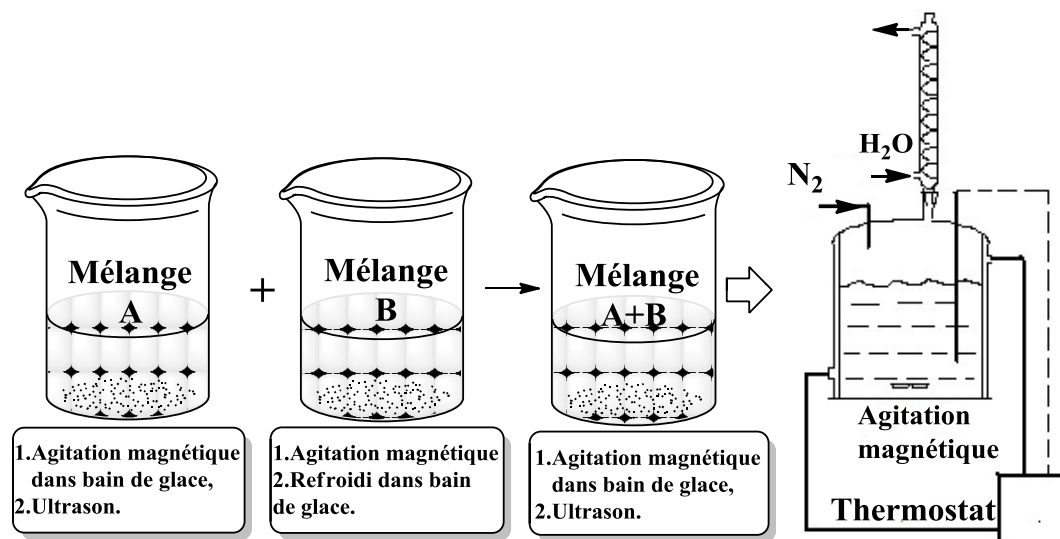 Mélange
A
+
Mélange
B
Mélange
A+B
1.Agitation magnétique
dans bain de glace,
2.Ultrason.
1.Agitation magnétique
2.Refroidi dans bain
de glace.
1.Agitation magnétique
dans bain de glace,
2.Ultrason.
H₂O
N₂
Agitation
magnétique
Thermostat